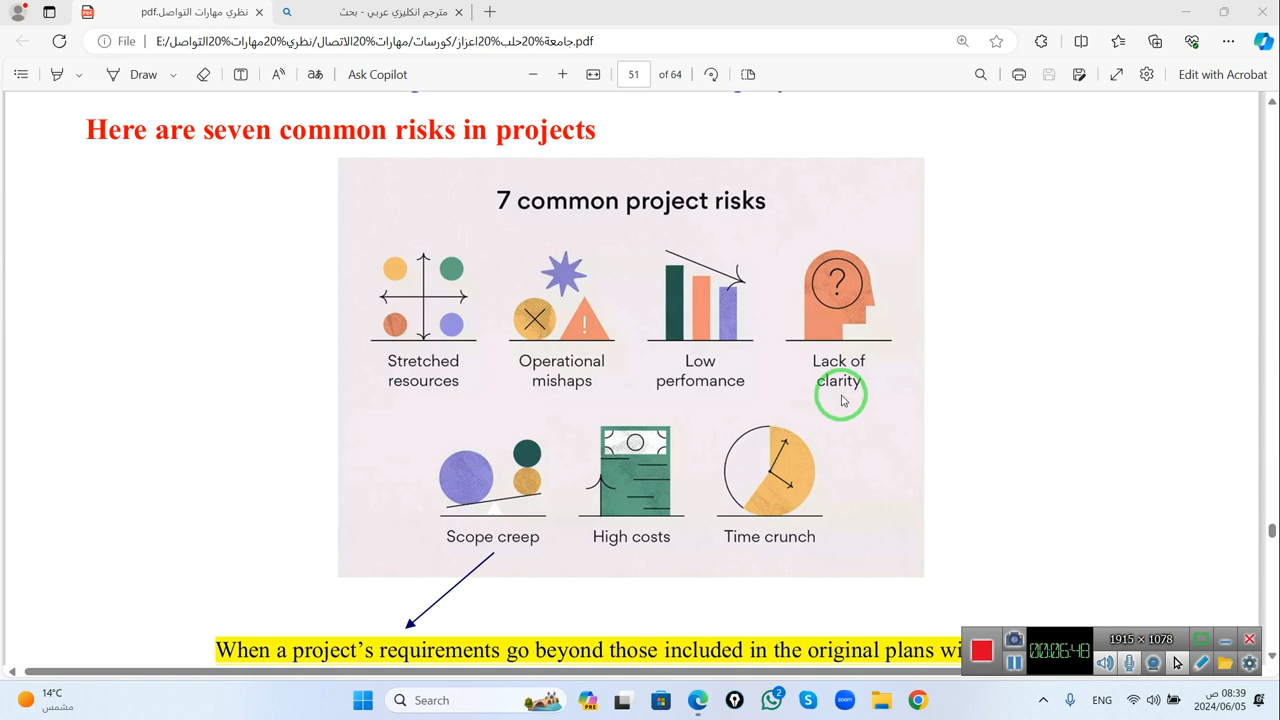 نظري مهارات التواصل.pdf
مترجم انكليزي عربي - بحث
File
E:/جامعة%20حلب%20اعزاز/كورسات/مهارات%20الاتصال/نظري%20مهارات%20التواصل.pdf
Draw
Ask Copilot
51 of 64
Edit with Acrobat
Here are seven common risks in projects
7 common project risks
Stretched resources
Operational mishaps
Low perfomance
Lack of clarity
Scope creep
High costs
Time crunch
When a project's requirements go beyond those included in the original plans wi
1915 × 1078
00:06:48
14°C
مشمس
Search
PRE
2
zoom
ENG
08:39 ص
2024/06/05